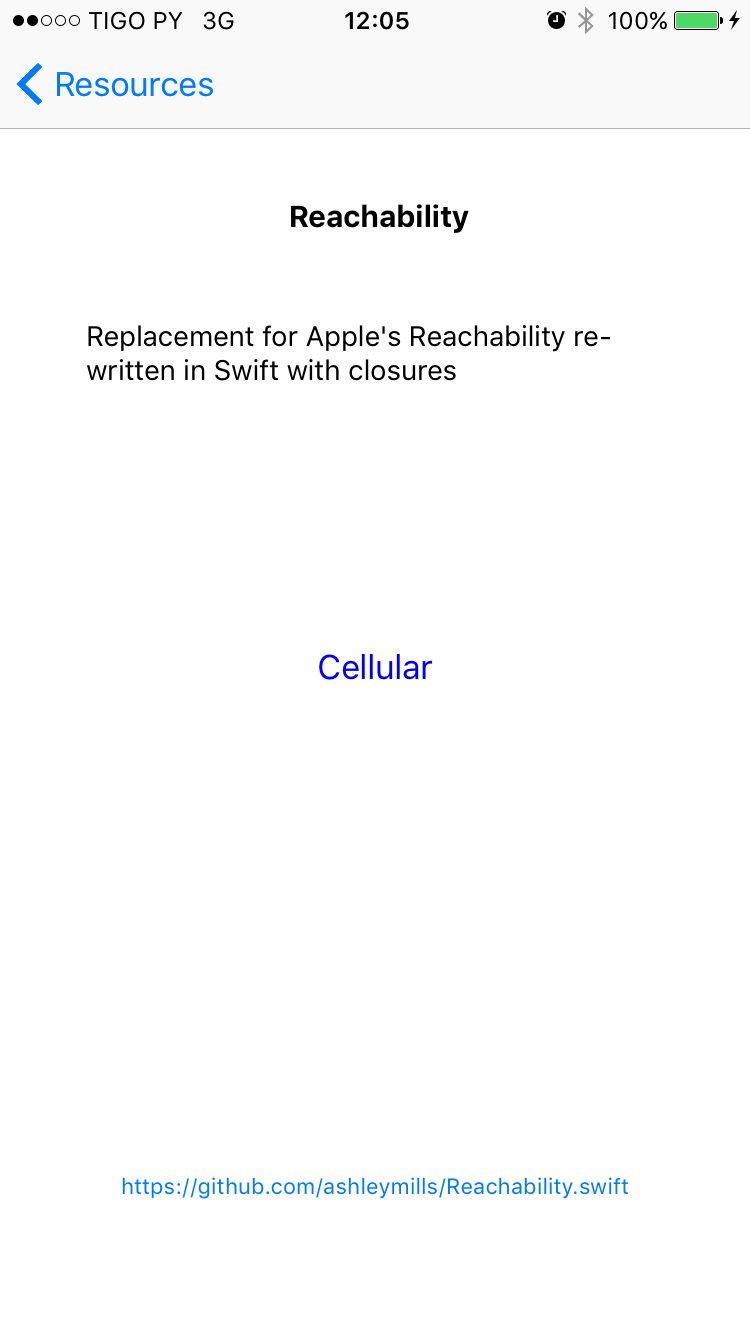 TIGO PY 3G 12:05 100%
Resources
Reachability
Replacement for Apple's Reachability re-
written in Swift with closures
Cellular
https://github.com/ashleymills/Reachability.swift